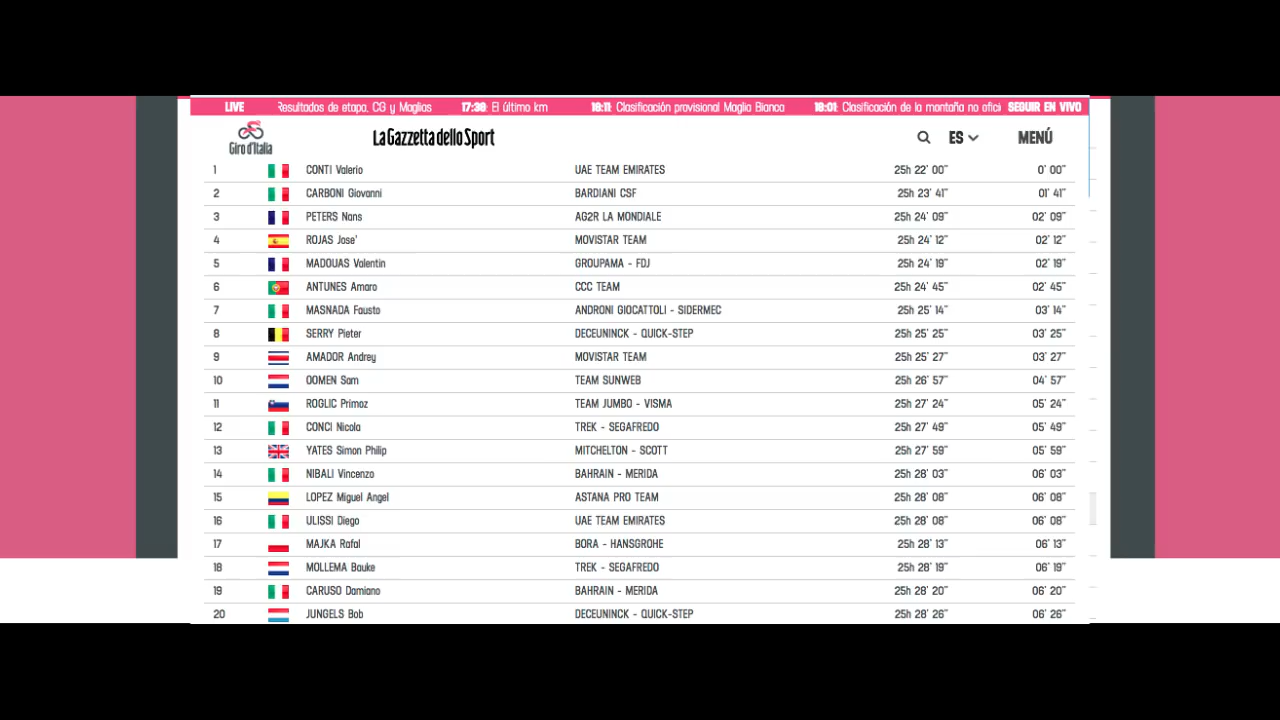 LIVE Resultados de etapa, CG y Maglios 17:38: El último km 18:11: Clasificación provisional Maglia Bianca 18:01: Clasificación de la montaña no ofici SEGUIR EN VIVO
Giro d'Italia La Gazzetta dello Sport ES MENÚ
1 CONTI Valerio UAE TEAM EMIRATES 25h 22' 00" 0' 00"
2 CARBONI Giovanni BARDIANI CSF 25h 23' 41" 01' 41"
3 PETERS Nans AG2R LA MONDIALE 25h 24' 09" 02' 09"
4 ROJAS Jose' MOVISTAR TEAM 25h 24' 12" 02' 12"
5 MADOUAS Valentin GROUPAMA - FDJ 25h 24' 19" 02' 19"
6 ANTUNES Amaro CCC TEAM 25h 24' 45" 02' 45"
7 MASNADA Fausto ANDRONI GIOCATTOLI - SIDERMEC 25h 25' 14" 03' 14"
8 SERRY Pieter DECEUNINCK - QUICK-STEP 25h 25' 25" 03' 25"
9 AMADOR Andrey MOVISTAR TEAM 25h 25' 27" 03' 27"
10 OOMEN Sam TEAM SUNWEB 25h 26' 57" 04' 57"
11 ROGLIC Primoz TEAM JUMBO - VISMA 25h 27' 24" 05' 24"
12 CONCI Nicola TREK - SEGAFREDO 25h 27' 49" 05' 49"
13 YATES Simon Philip MITCHELTON - SCOTT 25h 27' 59" 05' 59"
14 NIBALI Vincenzo BAHRAIN - MERIDA 25h 28' 03" 06' 03"
15 LOPEZ Miguel Angel ASTANA PRO TEAM 25h 28' 08" 06' 08"
16 ULISSI Diego UAE TEAM EMIRATES 25h 28' 08" 06' 08"
17 MAJKA Rafal BORA - HANSGROHE 25h 28' 13" 06' 13"
18 MOLLEMA Bauke TREK - SEGAFREDO 25h 28' 19" 06' 19"
19 CARUSO Damiano BAHRAIN - MERIDA 25h 28' 20" 06' 20"
20 JUNGELS Bob DECEUNINCK - QUICK-STEP 25h 28' 26" 06' 26"